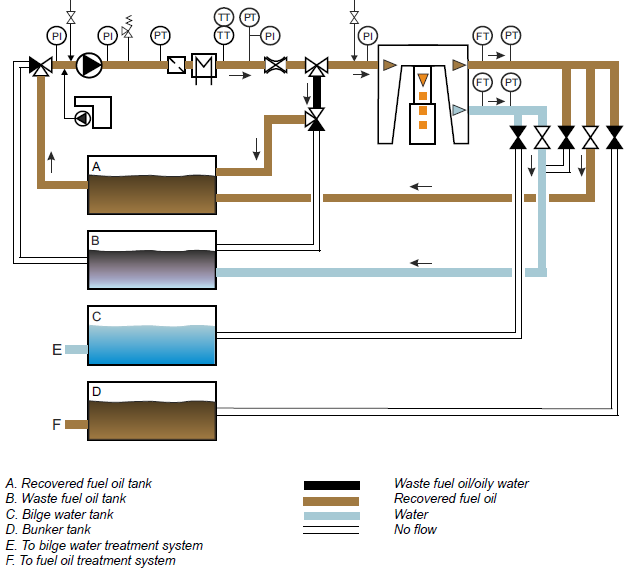 TT PT
PI PI PT TT PI PI FT PT
FT PT
A
B
C
E
D
F
A. Recovered fuel oil tank
B. Waste fuel oil tank
C. Bilge water tank
D. Bunker tank
E. To bilge water treatment system
F. To fuel oil treatment system
Waste fuel oil/oily water
Recovered fuel oil
Water
No flow